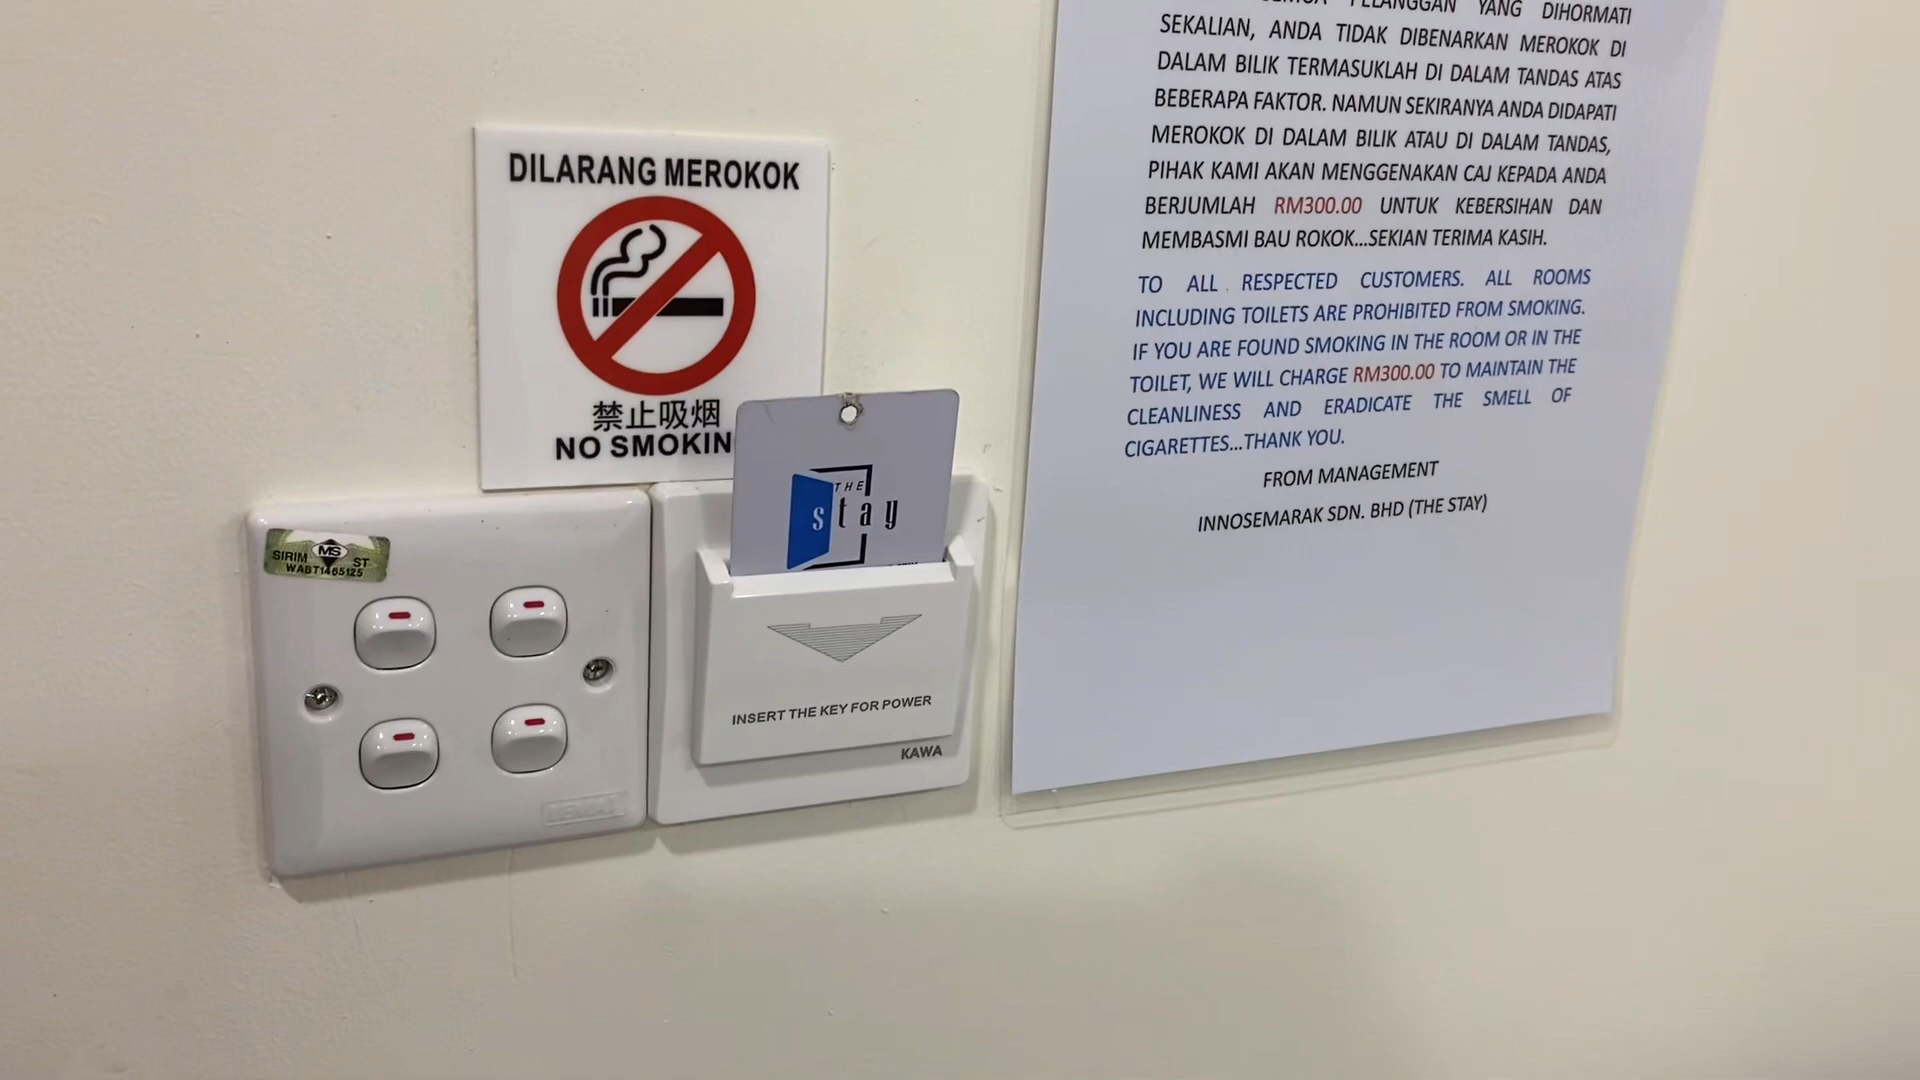 DILARANG MEROKOK
禁止吸烟
NO SMOKIN
SIRIM MS ST
WABT1465125
THE
stay
INSERT THE KEY FOR POWER
KAWA
PELANGGAN YANG DIHORMATI
SEKALIAN, ANDA TIDAK DIBENARKAN MEROKOK DI
DALAM BILIK TERMASUKLAH DI DALAM TANDAS ATAS
BEBERAPA FAKTOR. NAMUN SEKIRANYA ANDA DIDAPATI
MEROKOK DI DALAM BILIK ATAU DI DALAM TANDAS,
PIHAK KAMI AKAN MENGGENAKAN CAJ KEPADA ANDA
BERJUMLAH RM300.00 UNTUK KEBERSIHAN DAN
MEMBASMI BAU ROKOK...SEKIAN TERIMA KASIH.
TO ALL RESPECTED CUSTOMERS. ALL ROOMS
INCLUDING TOILETS ARE PROHIBITED FROM SMOKING.
IF YOU ARE FOUND SMOKING IN THE ROOM OR IN THE
TOILET, WE WILL CHARGE RM300.00 TO MAINTAIN THE
CLEANLINESS AND ERADICATE THE SMELL OF
CIGARETTES...THANK YOU.
FROM MANAGEMENT
INNOSEMARAK SDN. BHD (THE STAY)